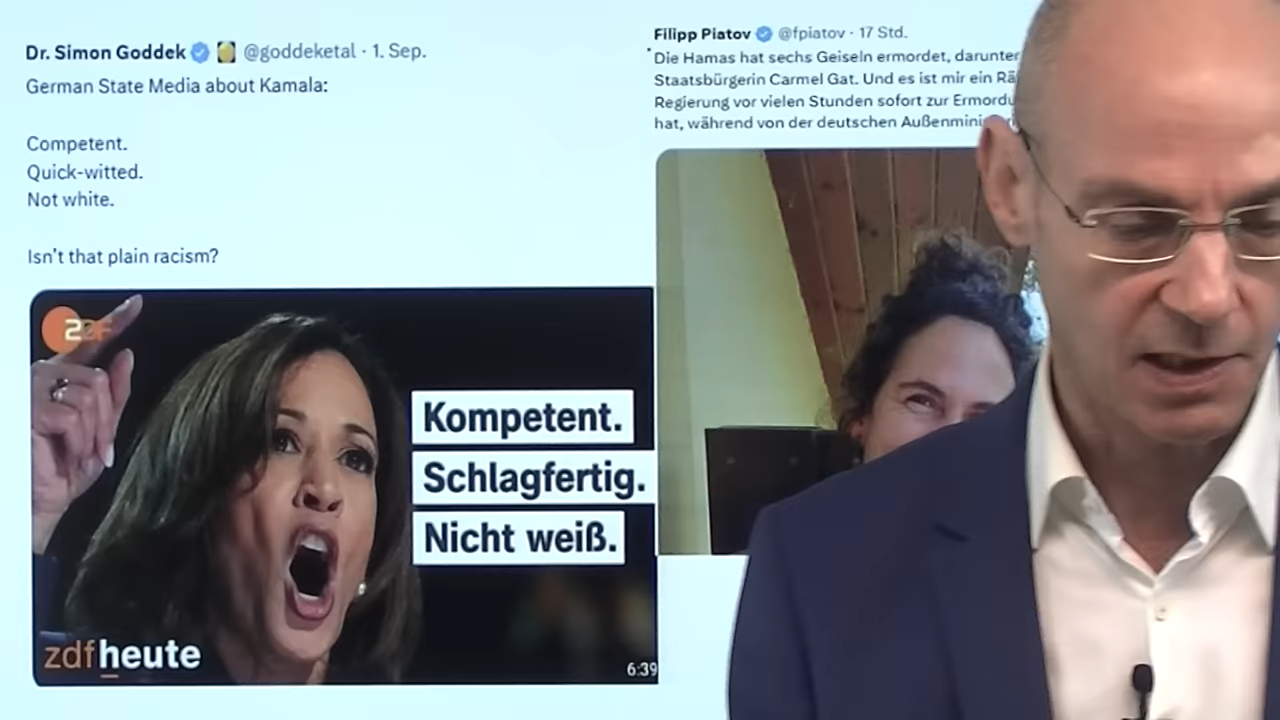 Dr. Simon Goddek @goddeketal · 1. Sep.
German State Media about Kamala:
Competent.
Quick-witted.
Not white.
Isn't that plain racism?
ZDF
Kompetent.
Schlagfertig.
Nicht weiß.
zdfheute
6:39
Filipp Piatov @fpiatov · 17 Std.
Die Hamas hat sechs Geiseln ermordet, darunter
Staatsbürgerin Carmel Gat. Und es ist mir ein
Regierung vor vielen Stunden sofort zur
hat, während von der deutschen